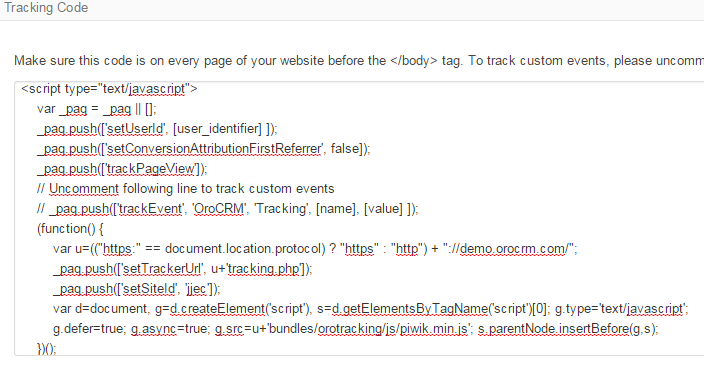 Tracking Code
Make sure this code is on every page of your website before the </body> tag. To track custom events, please uncomm
<script type="text/javascript">
var _paq = _paq || [];
_paq.push(['setUserId', [user_identifier] ]);
_paq.push(['setConversionAttributionFirstReferrer', false]);
_paq.push(['trackPageView']);
// Uncomment following line to track custom events
// _paq.push(['trackEvent', 'OroCRM', 'Tracking', [name], [value] ]);
(function() {
var u=(("https:" == document.location.protocol) ? "https" : "http") + "://demo.orocrm.com/";
_paq.push(['setTrackerUrl', u+'tracking.php']);
_paq.push(['setSiteId', 'jjec']);
var d=document, g=d.createElement('script'), s=d.getElementsByTagName('script')[0]; g.type='text/javascript';
g.defer=true; g.async=true; g.src=u+'bundles/orotracking/js/piwik.min.js'; s.parentNode.insertBefore(g,s);
})();